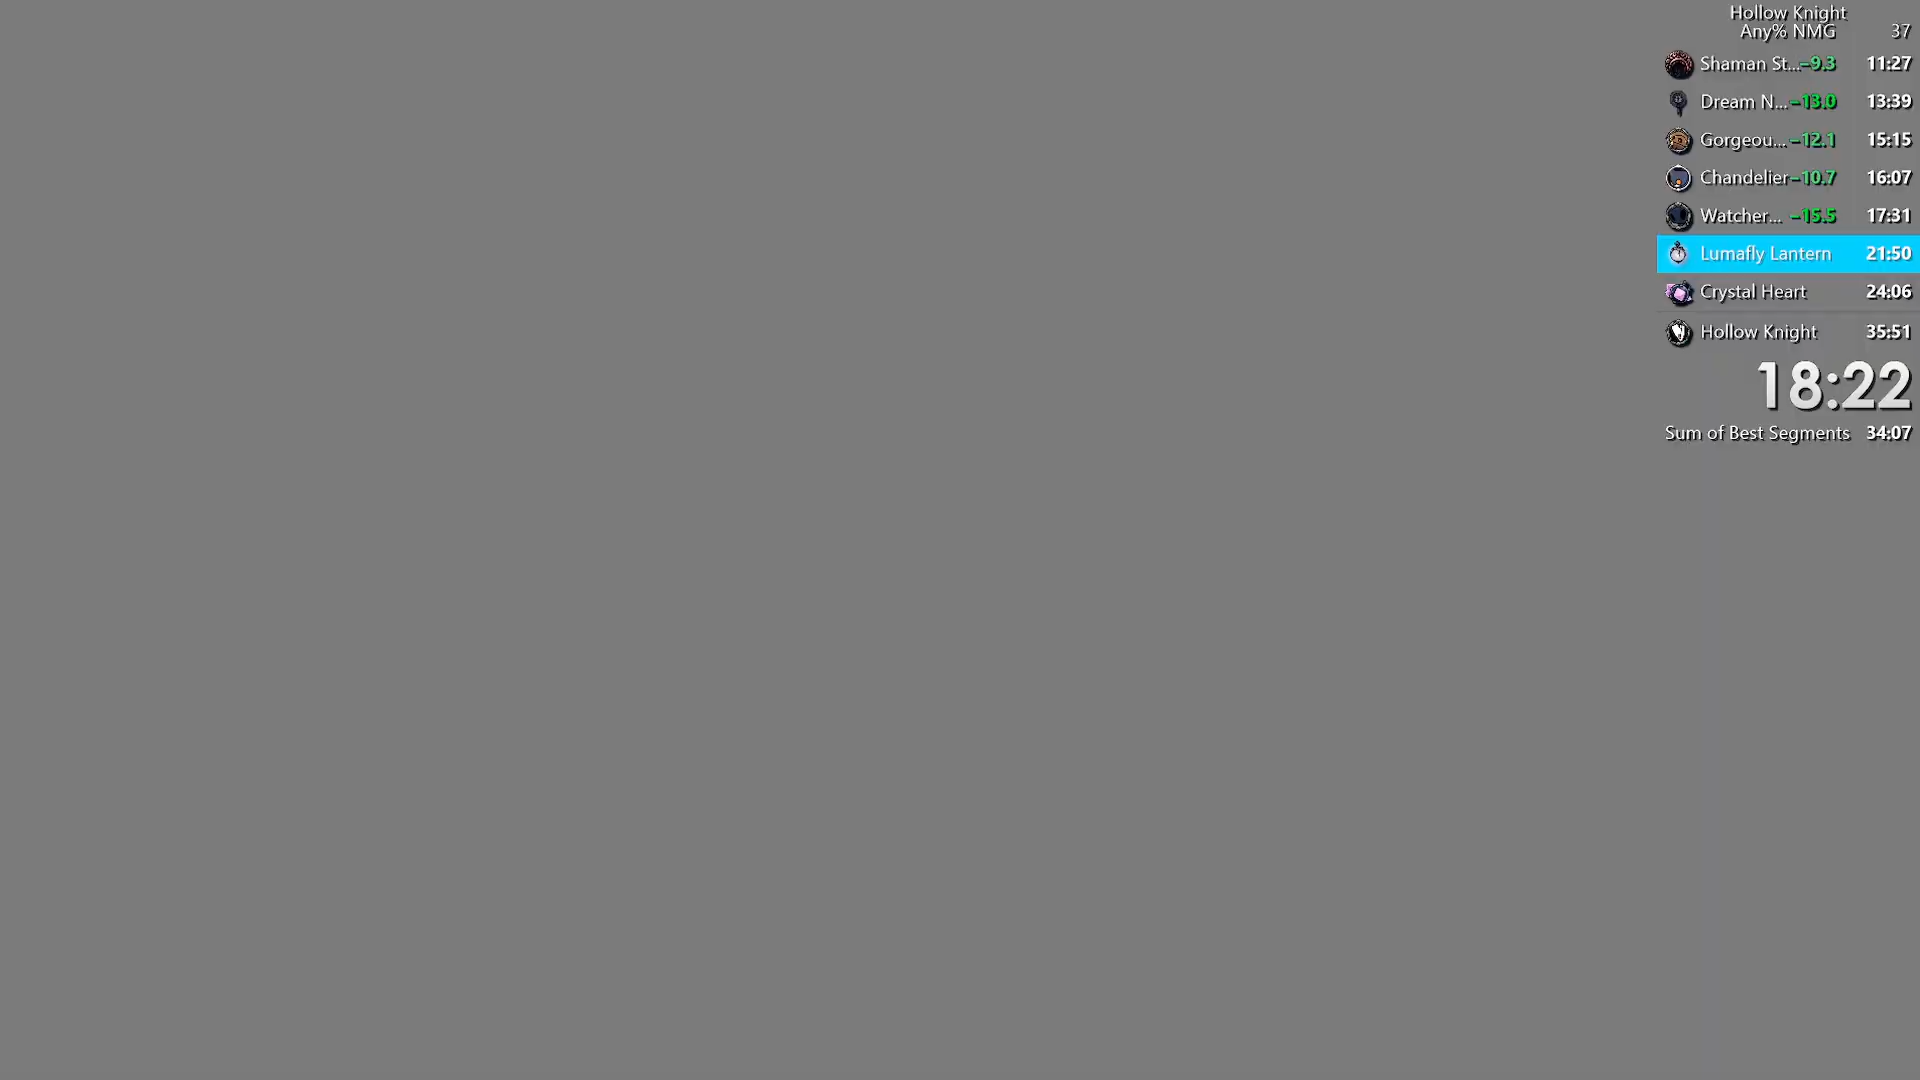 Hollow Knight
Any% NMG 37
Shaman St... −9.3 11:27
Dream N... −13.0 13:39
Gorgeou... −12.1 15:15
Chandelier −10.7 16:07
Watcher... −15.5 17:31
Lumafly Lantern 21:50
Crystal Heart 24:06
Hollow Knight 35:51
18:22
Sum of Best Segments 34:07